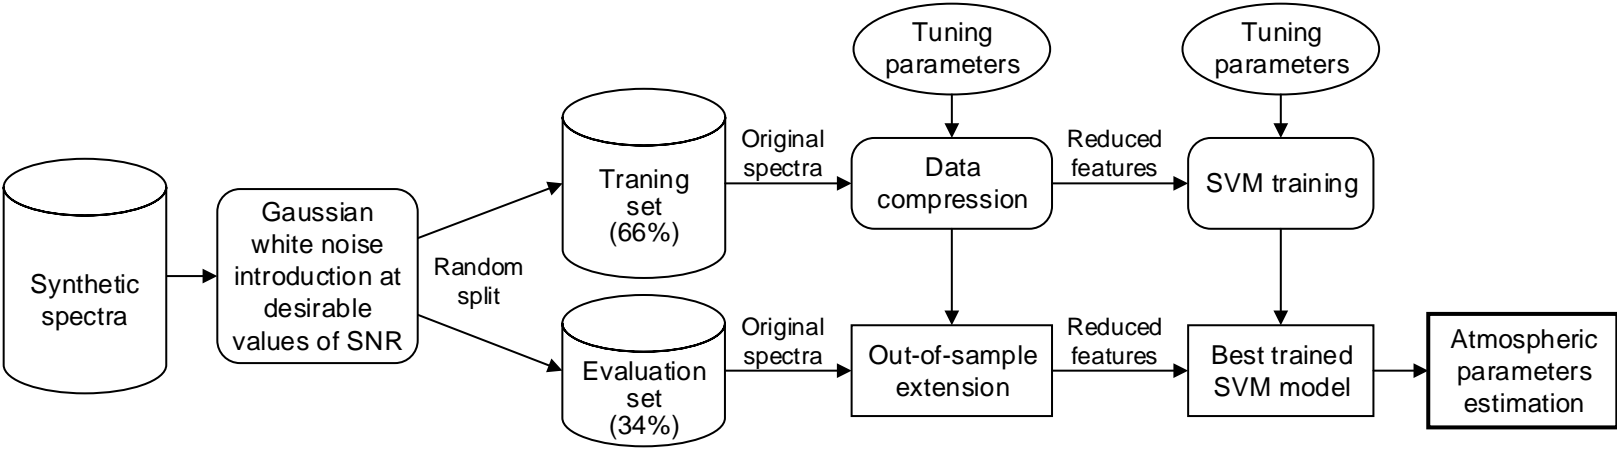 Synthetic
spectra
Gaussian
white noise
introduction at
desirable
values of SNR
Random
split
Traning
set
(66%)
Evaluation
set
(34%)
Original
spectra
Original
spectra
Tuning
parameters
Data
compression
Out-of-sample
extension
Reduced
features
Reduced
features
Tuning
parameters
SVM training
Best trained
SVM model
Atmospheric
parameters
estimation